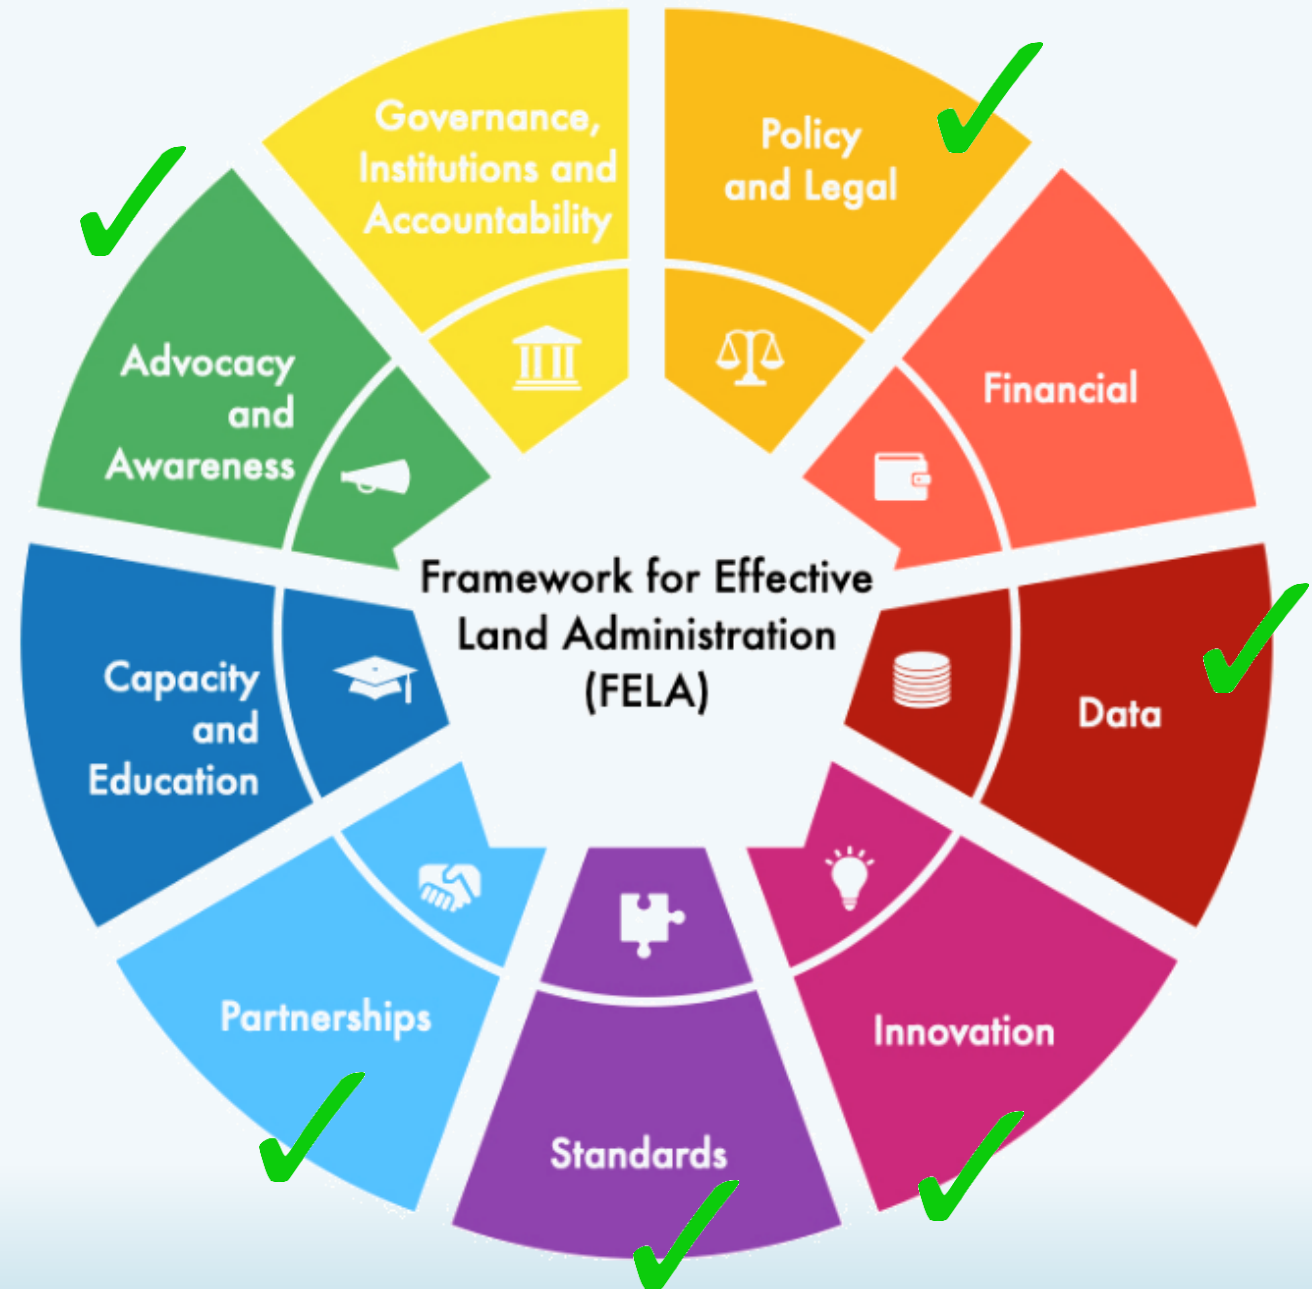 Governance,
Institutions and
Accountability
Policy
and Legal
Financial
Data
Innovation
Standards
Partnerships
Capacity
and
Education
Advocacy
and
Awareness
Framework for Effective
Land Administration
(FELA)